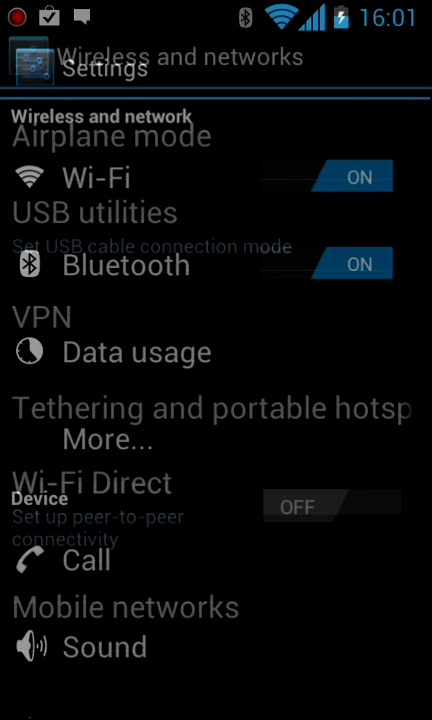 16:01
Wireless and networks
Settings
Wireless and network
Airplane mode
Wi-Fi
ON
USB utilities
Set USB cable connection mode
Bluetooth
ON
VPN
Data usage
Tethering and portable hotsp
More...
Wi-Fi Direct
Device
OFF
Set up peer-to-peer
connectivity
Call
Mobile networks
Sound